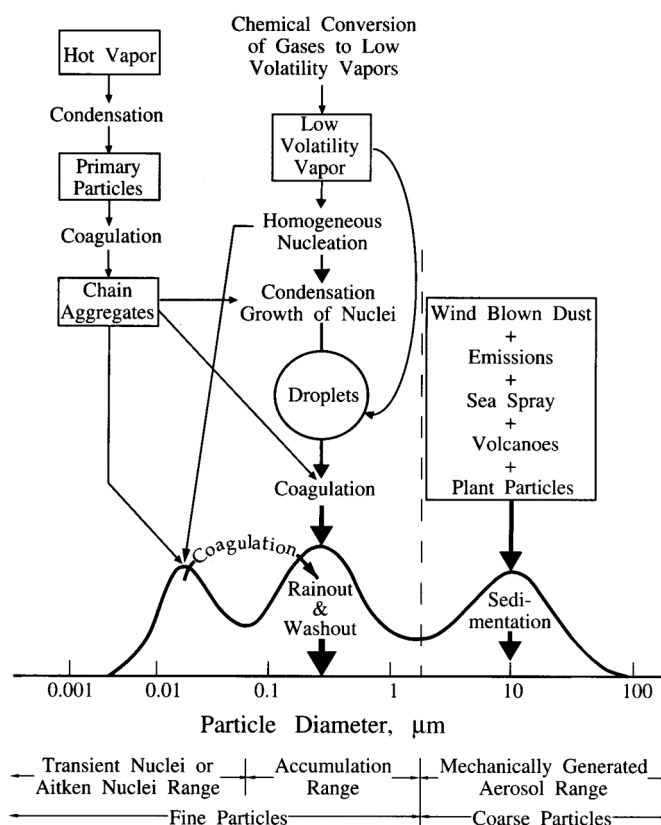 Hot Vapor
Condensation
Primary
Particles
Coagulation
Chain
Aggregates
Chemical Conversion
of Gases to Low
Volatility Vapors
Low
Volatility
Vapor
Homogeneous
Nucleation
Condensation
Growth of Nuclei
Droplets
Coagulation
Wind Blown Dust
+
Emissions
+
Sea Spray
+
Volcanoes
+
Plant Particles
Coagulation
Rainout
&
Washout
Sedi-
mentation
0.001
0.01
0.1
1
10
100
Particle Diameter, μm
Transient Nuclei or
Aitken Nuclei Range
Accumulation
Range
Mechanically Generated
Aerosol Range
Fine Particles
Coarse Particles